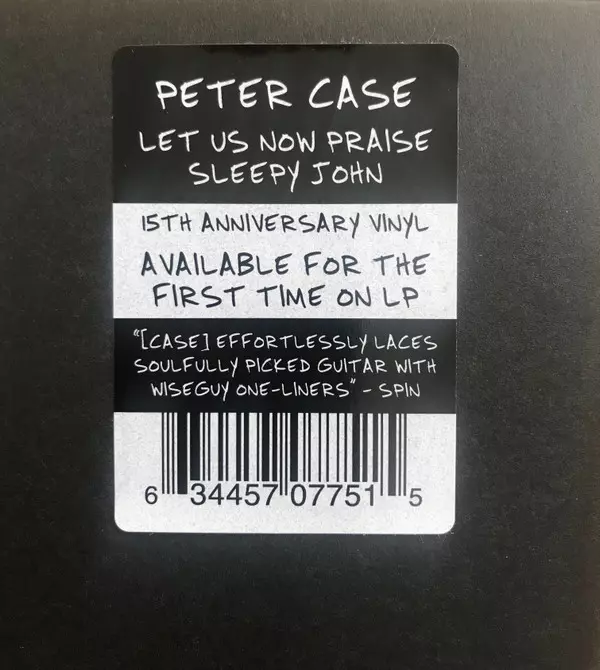 PETER CASE
LET US NOW PRAISE
SLEEPY JOHN
15TH ANNIVERSARY VINYL
AVAILABLE FOR THE
FIRST TIME ON LP
"[CASE] EFFORTLESSLY LACES
SOULFULLY PICKED GUITAR WITH
WISEGUY ONE-LINERS" - SPIN
6 34457 07751 5